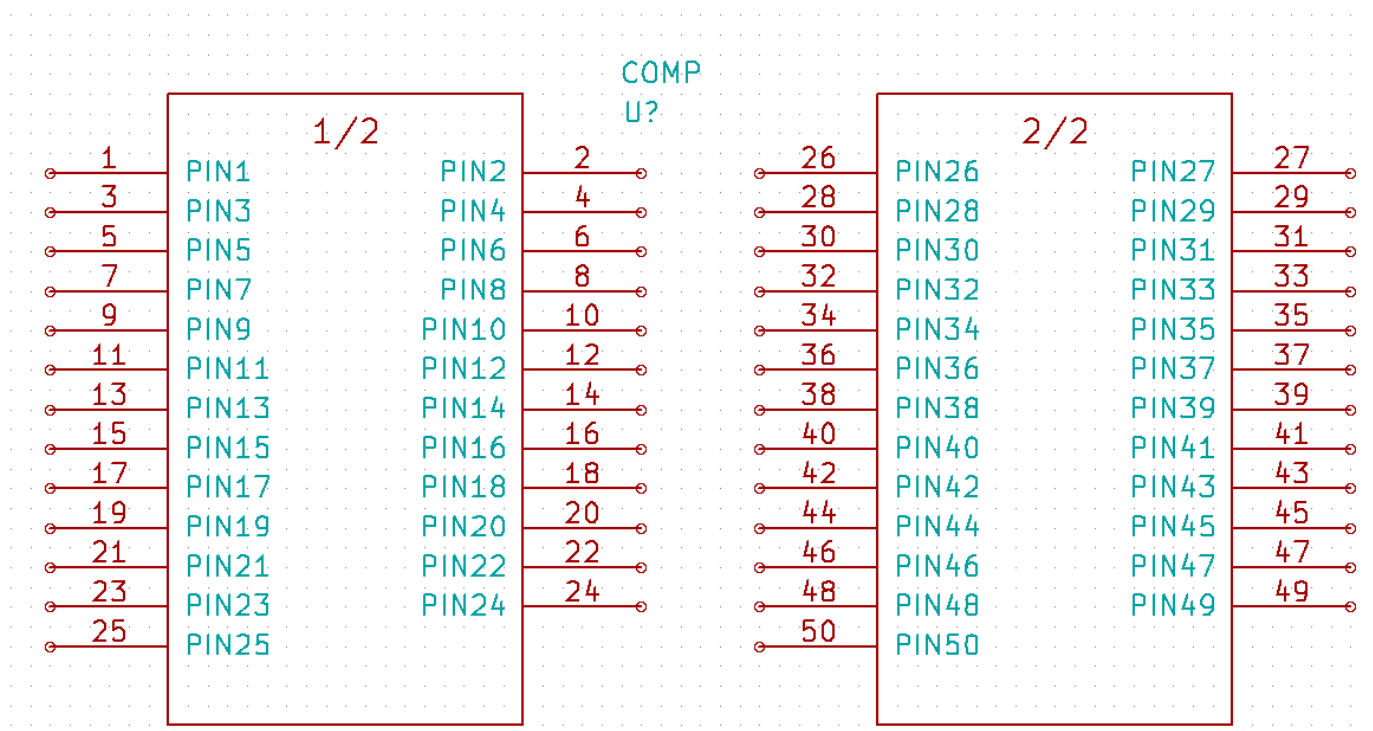 COMP
U?
1/2
1 PIN1 PIN2 2
3 PIN3 PIN4 4
5 PIN5 PIN6 6
7 PIN7 PIN8 8
9 PIN9 PIN10 10
11 PIN11 PIN12 12
13 PIN13 PIN14 14
15 PIN15 PIN16 16
17 PIN17 PIN18 18
19 PIN19 PIN20 20
21 PIN21 PIN22 22
23 PIN23 PIN24 24
25 PIN25
2/2
26 PIN26 PIN27 27
28 PIN28 PIN29 29
30 PIN30 PIN31 31
32 PIN32 PIN33 33
34 PIN34 PIN35 35
36 PIN36 PIN37 37
38 PIN38 PIN39 39
40 PIN40 PIN41 41
42 PIN42 PIN43 43
44 PIN44 PIN45 45
46 PIN46 PIN47 47
48 PIN48 PIN49 49
50 PIN50